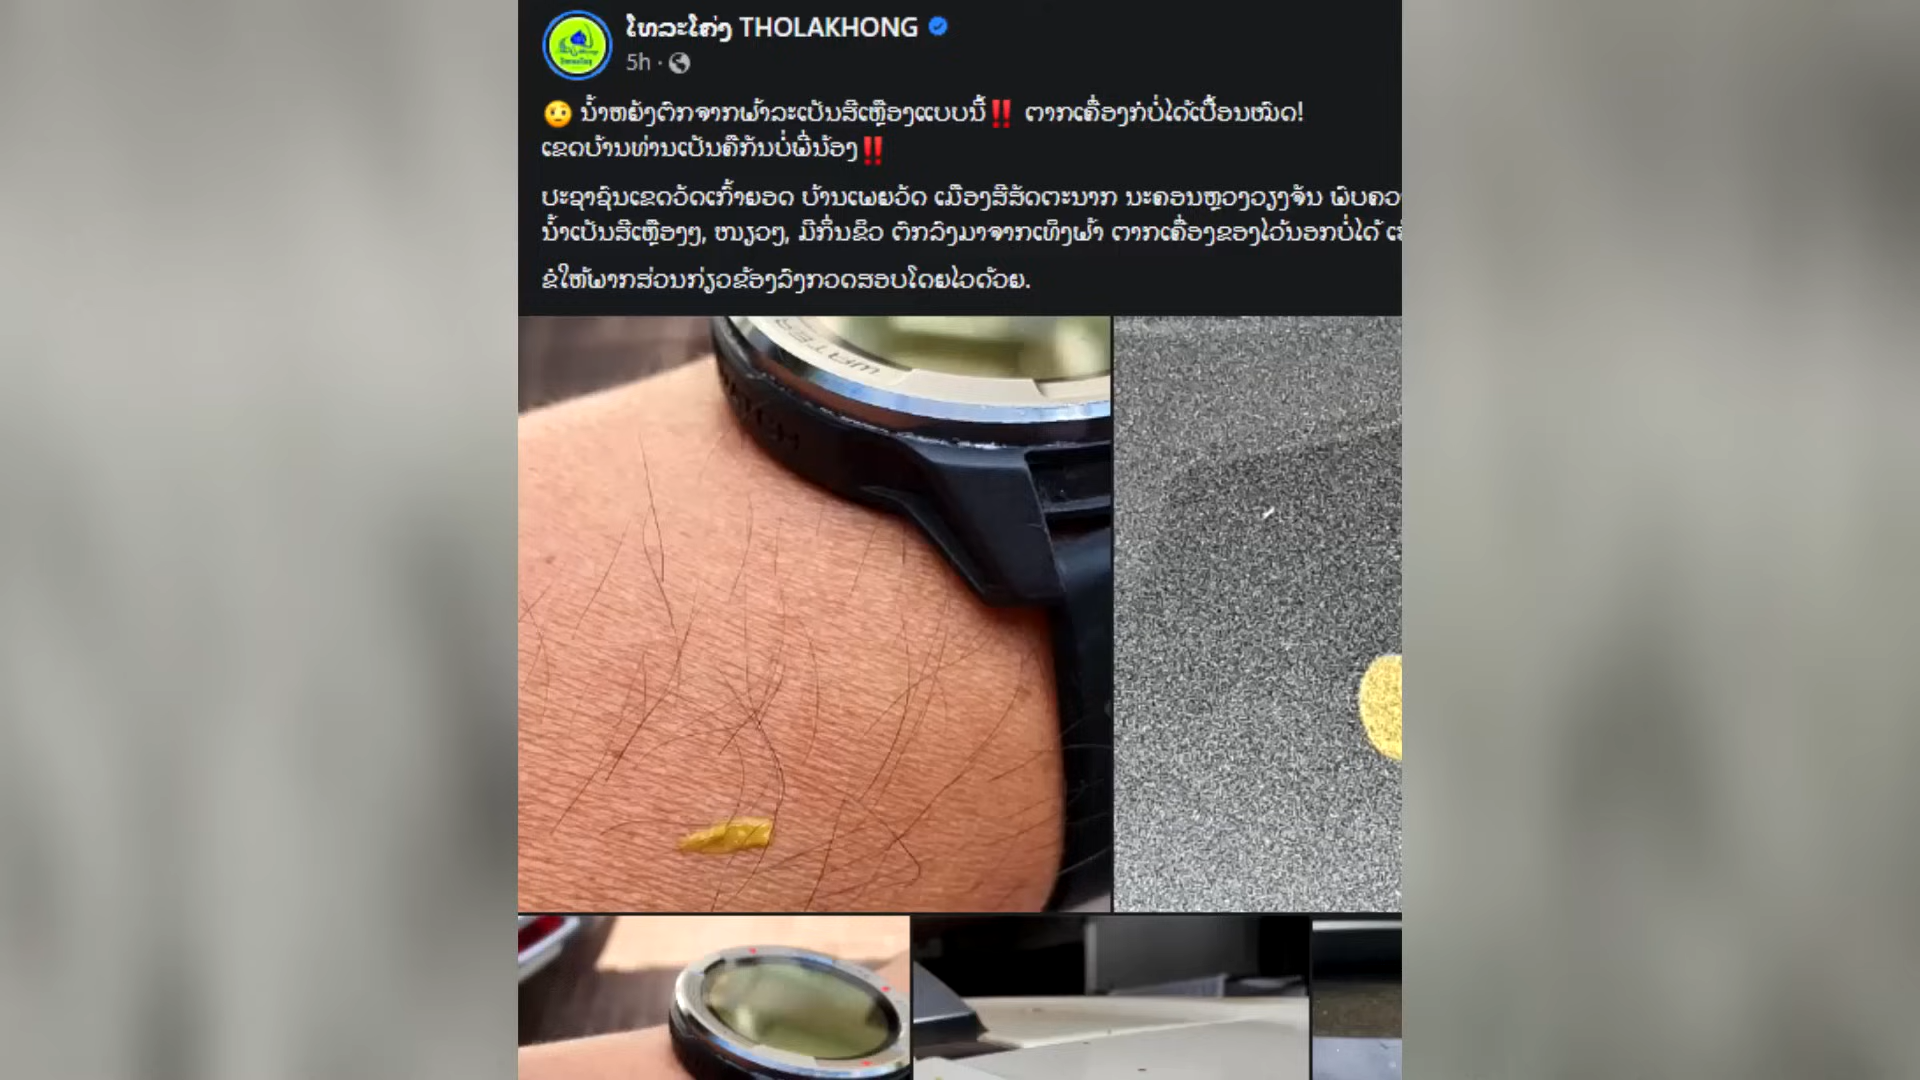 ໂທລະໂຄ່ງ THOLAKHONG
5h
ນ້ຳຫຍັງຕົກຈາກຟ້າລະເປັນສີເຫຼືອງແບບນີ້‼️ ຕາກເຄື່ອງກໍບໍ່ໄດ້ເປື້ອນໝົດ!
ເຂດບ້ານທ່ານເປັນຄືກັນບໍ່ພີ່ນ້ອງ‼️
ປະຊາຊົນເຂດວັດເກົ້າຍອດ ບ້ານເພຍວັດ ເມືອງສີສັດຕະນາກ ນະຄອນຫຼວງວຽງຈັນ ພົບຄວາ
ນ້ຳເປັນສີເຫຼືອງໆ, ໜຽວໆ, ມີກິ່ນຂິວ ຕົກລົງມາຈາກເທິງຟ້າ ຕາກເຄື່ອງຂອງໄວ້ນອກບໍ່ໄດ້
ຂໍໃຫ້ພາກສ່ວນກ່ຽວຂ້ອງລົງກວດສອບໂດຍໄວດ້ວຍ.
WATER